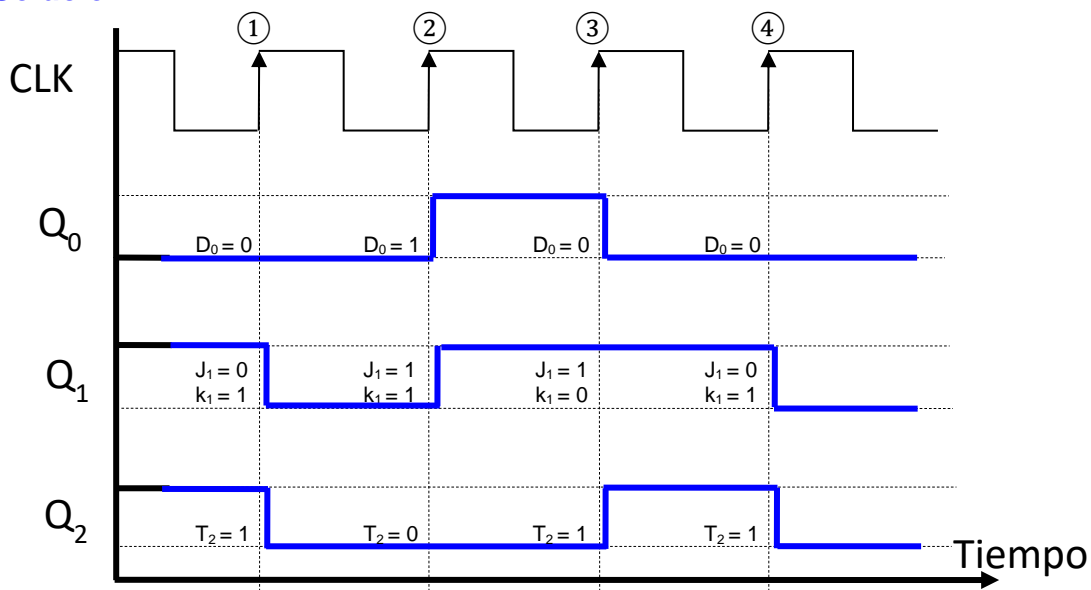 ① ② ③ ④
CLK
Q₀
D₀ = 0 D₀ = 1 D₀ = 0 D₀ = 0
Q₁
J₁ = 0 J₁ = 1 J₁ = 1 J₁ = 0
k₁ = 1 k₁ = 1 k₁ = 0 k₁ = 1
Q₂
T₂ = 1 T₂ = 0 T₂ = 1 T₂ = 1
Tiempo